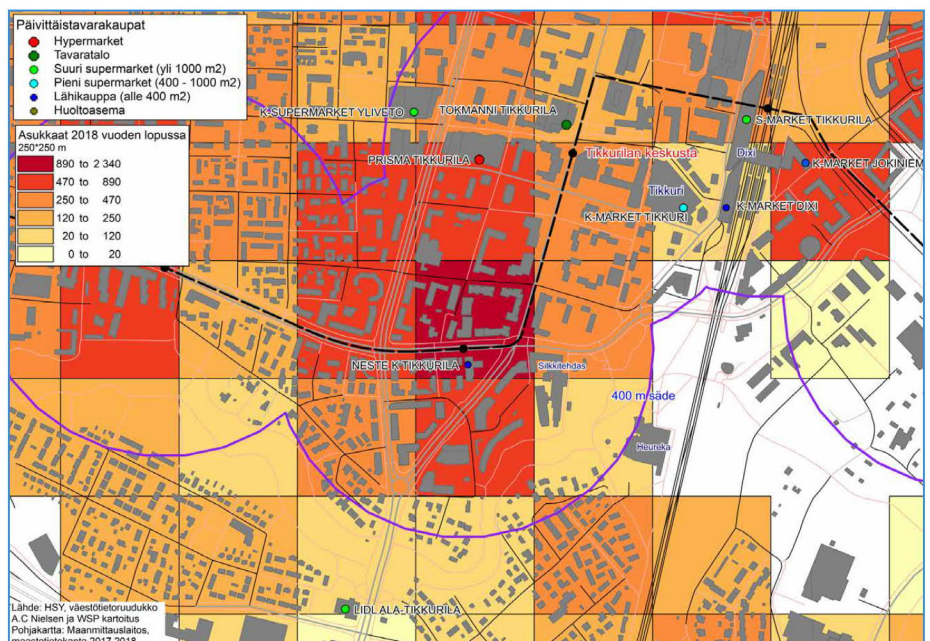 Päivittäistavarakaupat
Hypermarket
Tavaratalo
Suuri supermarket (yli 1000 m2)
Pieni supermarket (400 - 1000 m2)
Lähikauppa (alle 400 m2)
Huoltoasema
Asukkaat 2018 vuoden lopussa
250*250 m
890 to 2 340
470 to 890
250 to 470
120 to 250
20 to 120
0 to 20
K-SUPERMARKET YLIVETO
TOKMANNI TIKKURILA
S-MARKET TIKKURILA
PRISMA TIKKURILA
Tikkurilan keskusta
Dixi
K-MARKET JOKINIEM
Tikkuri
K-MARKET TIKKURI
K-MARKET DIXI
NESTE K TIKKURILA
Silkkitehdas
400 m säde
Heureka
LIDL ALA-TIKKURILA
Lähde: HSY, väestötietoruudukko
A.C Nielsen ja WSP kartoitus
Pohjakartta: Maanmittauslaitos,
maastotietokanta 2017-2018